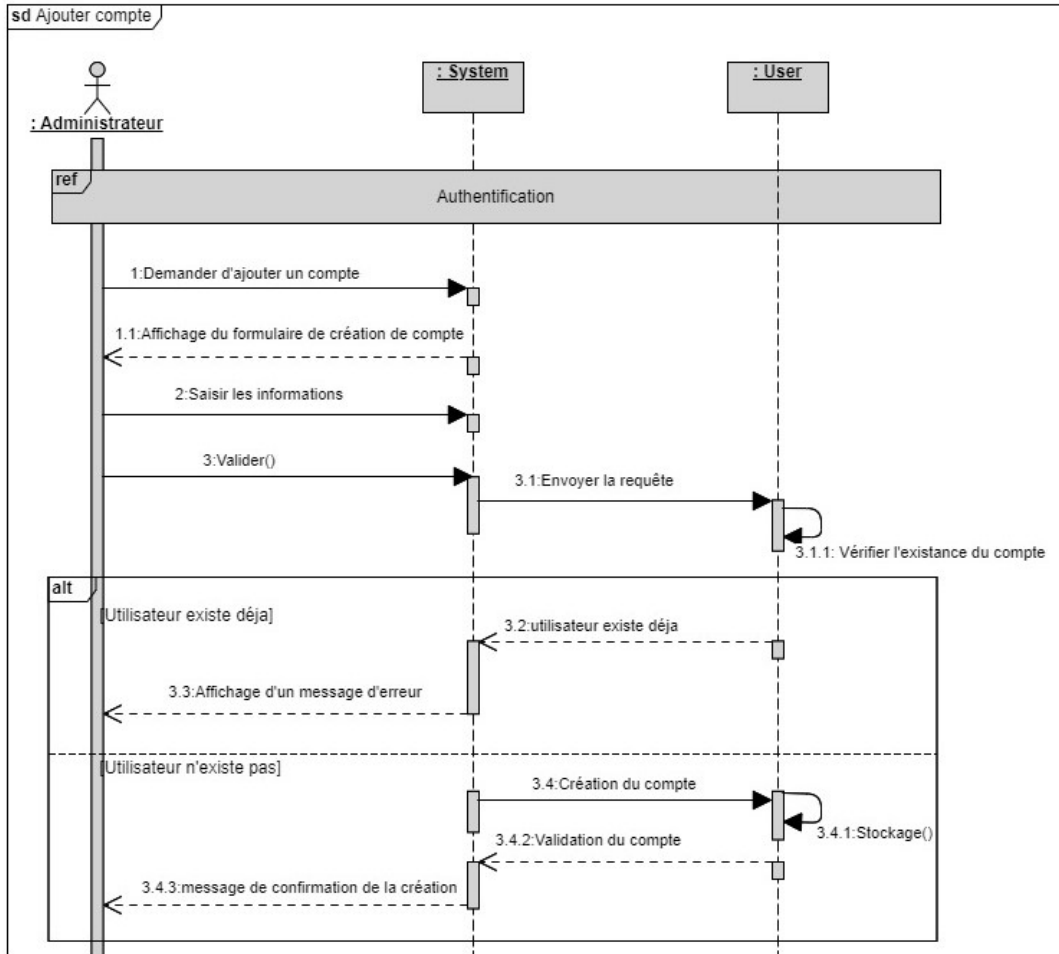 sd Ajouter compte
: Administrateur
: System
: User
ref
Authentification
1:Demander d'ajouter un compte
1.1:Affichage du formulaire de création de compte
2:Saisir les informations
3:Valider()
3.1:Envoyer la requête
3.1.1: Vérifier l'existance du compte
alt
[Utilisateur existe déja]
3.2:utilisateur existe déja
3.3:Affichage d'un message d'erreur
[Utilisateur n'existe pas]
3.4:Création du compte
3.4.1:Stockage()
3.4.2:Validation du compte
3.4.3:message de confirmation de la création